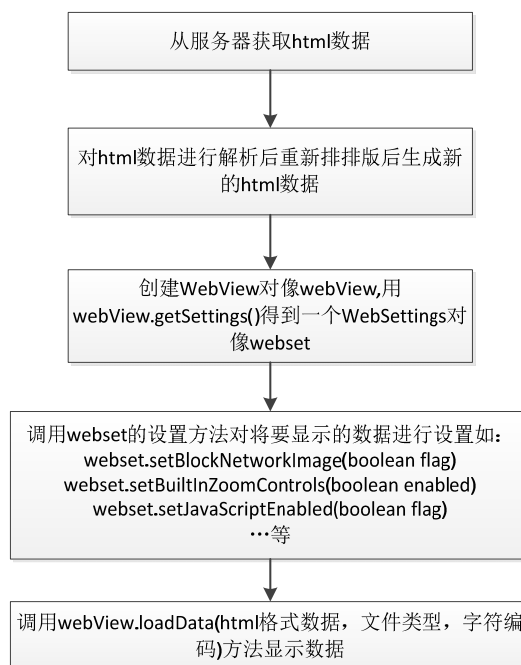 从服务器获取html数据
对html数据进行解析后重新排排版后生成新
的html数据
创建WebView对像webView,用
webView.getSettings()得到一个WebSettings对
像webset
调用webset的设置方法对将要显示的数据进行设置如：
webset.setBlockNetworkImage(boolean flag)
webset.setBuiltInZoomControls(boolean enabled)
webset.setJavaScriptEnabled(boolean flag)
…等
调用webView.loadData(html格式数据，文件类型，字符编
码)方法显示数据